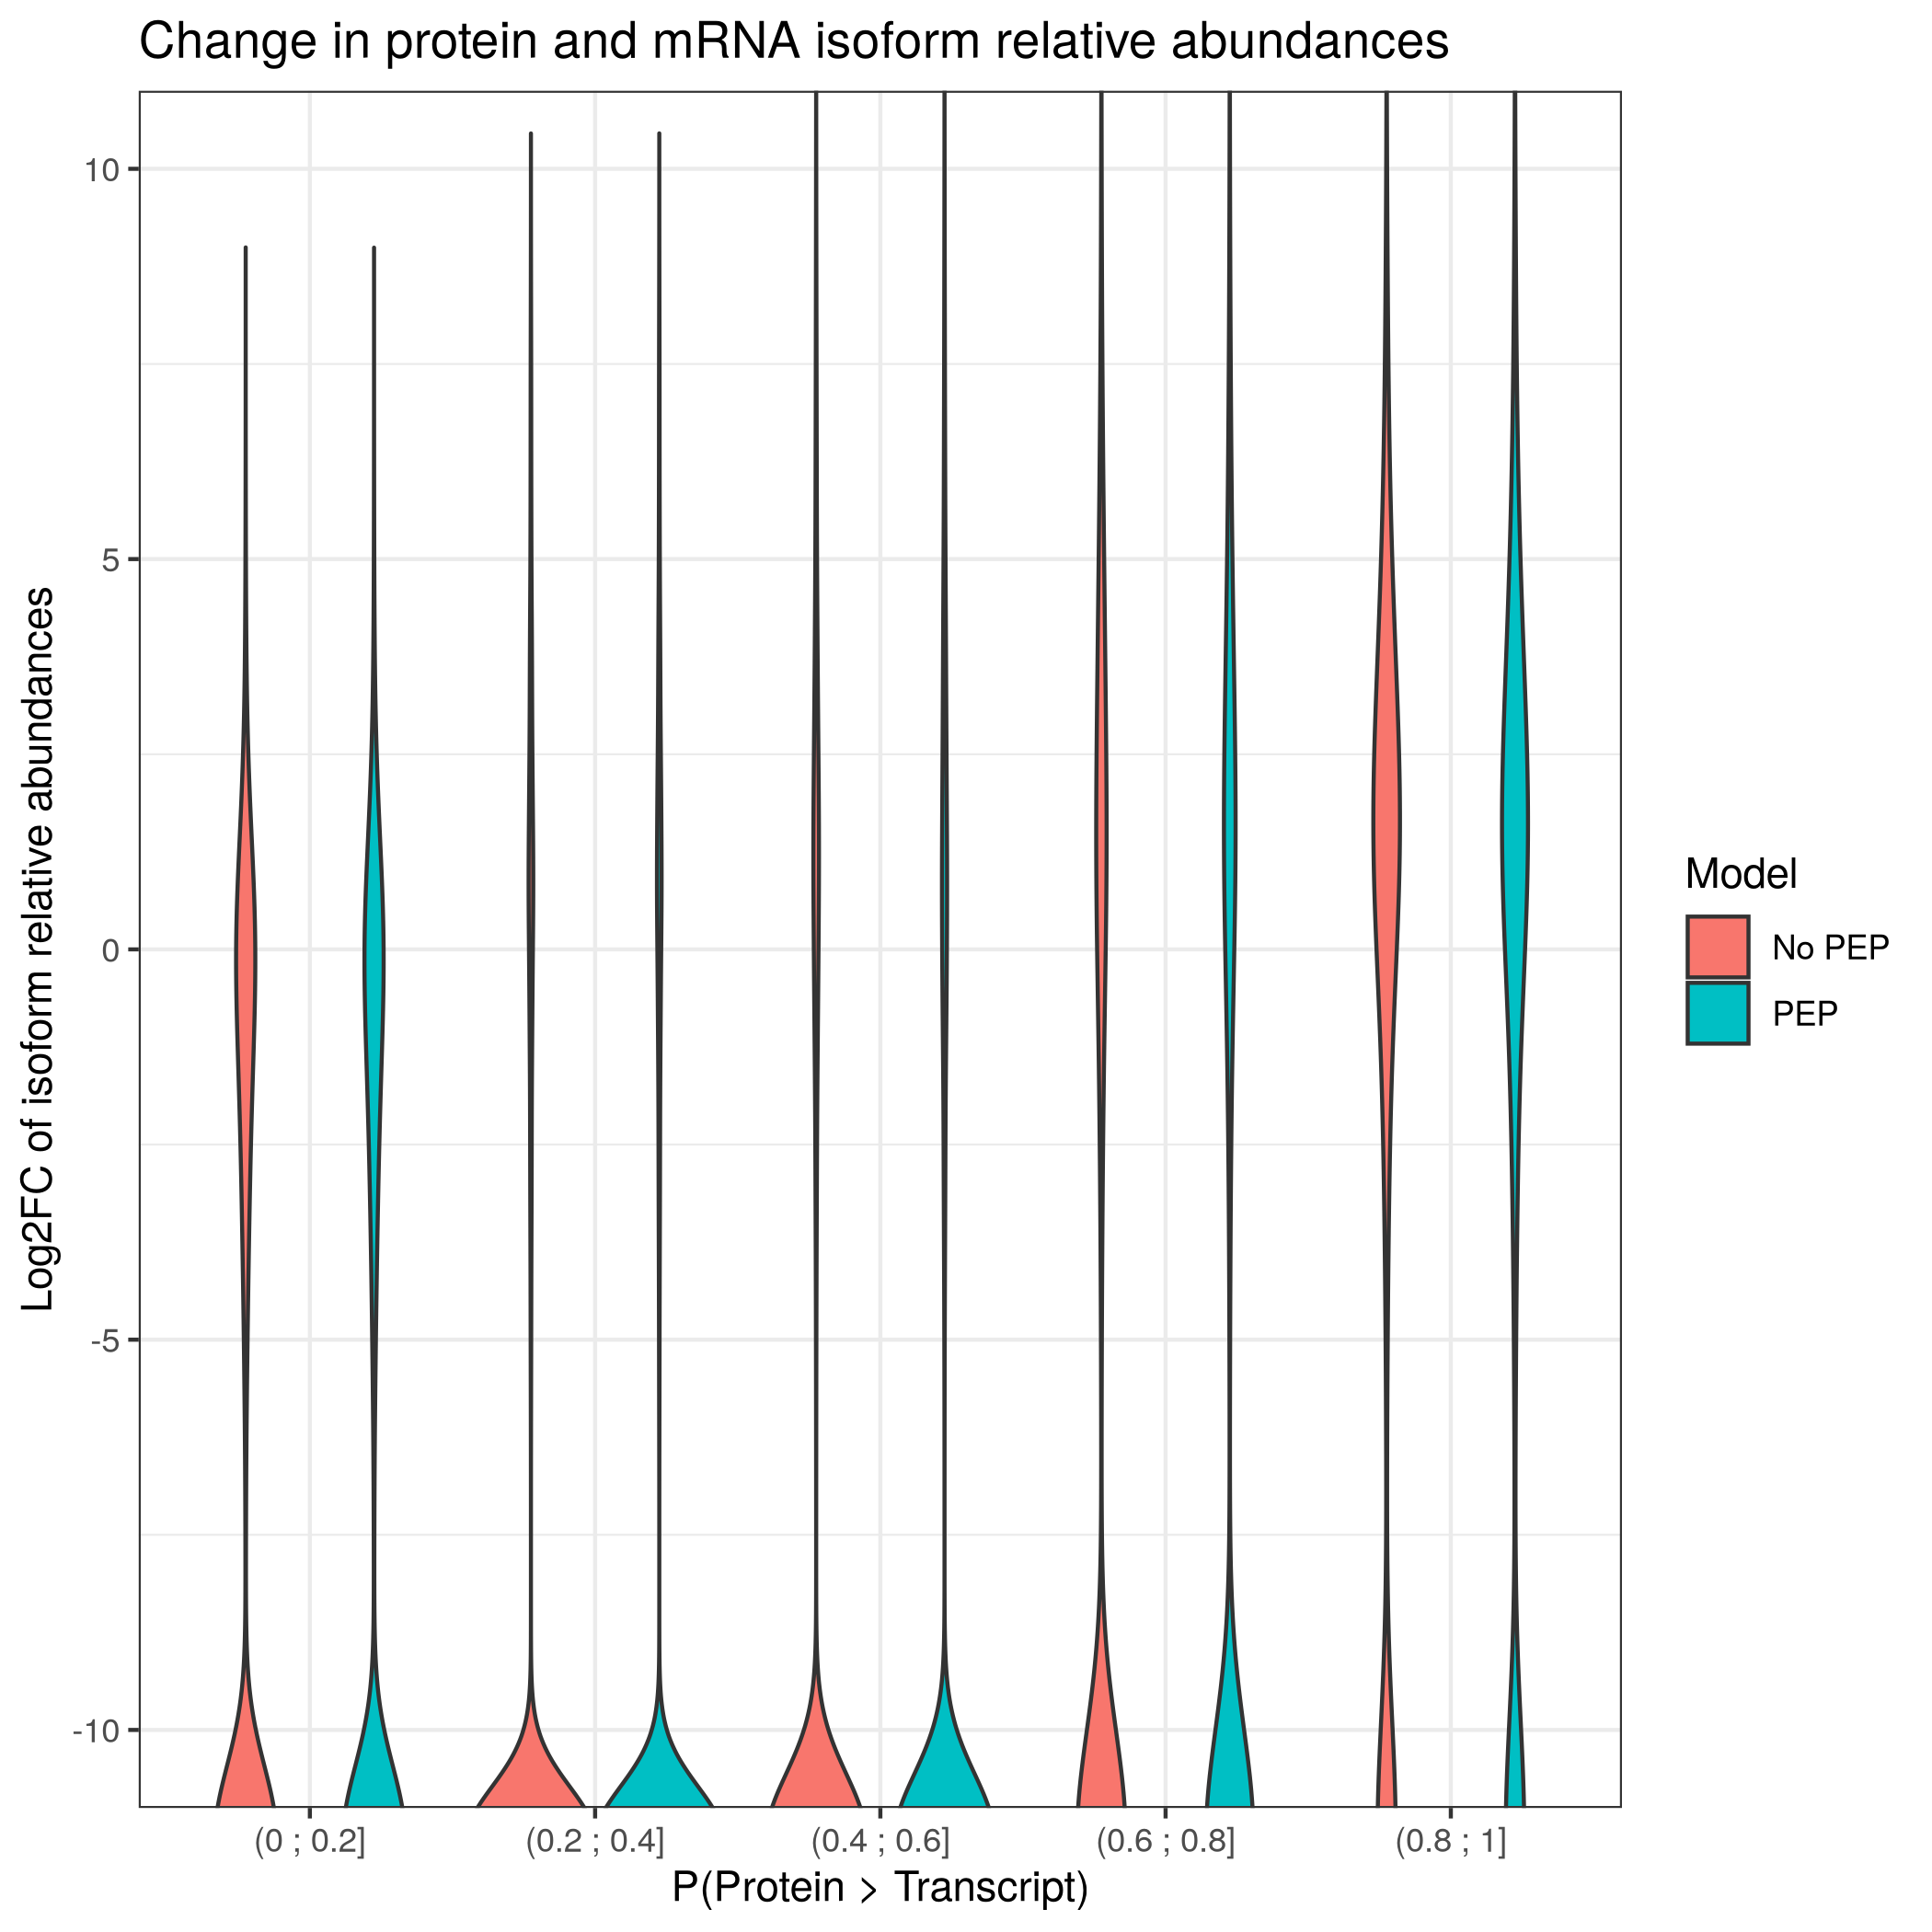 Change in protein and mRNA isoform relative abundances
Log2FC of isoform relative abundances
10
5
0
-5
-10
(0 ; 0.2]
(0.2 ; 0.4]
(0.4 ; 0.6]
(0.6 ; 0.8]
(0.8 ; 1]
P(Protein > Transcript)
Model
No PEP
PEP